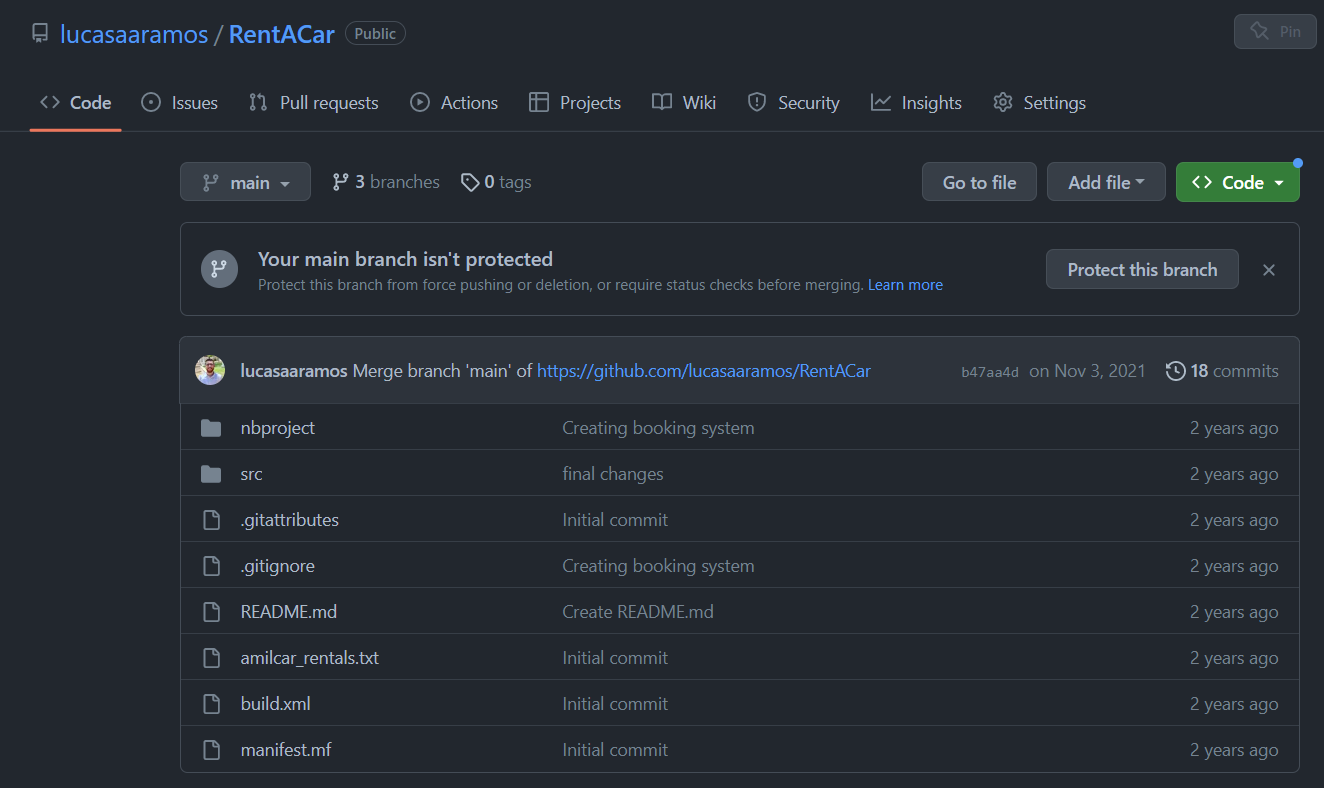 lucasaaramos / RentACar Public Pin
Code Issues Pull requests Actions Projects Wiki Security Insights Settings
main 3 branches 0 tags Go to file Add file Code
Your main branch isn't protected
Protect this branch from force pushing or deletion, or require status checks before merging. Learn more
Protect this branch
lucasaaramos Merge branch 'main' of https://github.com/lucasaaramos/RentACar b47aa4d on Nov 3, 2021 18 commits
nbproject Creating booking system 2 years ago
src final changes 2 years ago
.gitattributes Initial commit 2 years ago
.gitignore Creating booking system 2 years ago
README.md Create README.md 2 years ago
amilcar_rentals.txt Initial commit 2 years ago
build.xml Initial commit 2 years ago
manifest.mf Initial commit 2 years ago